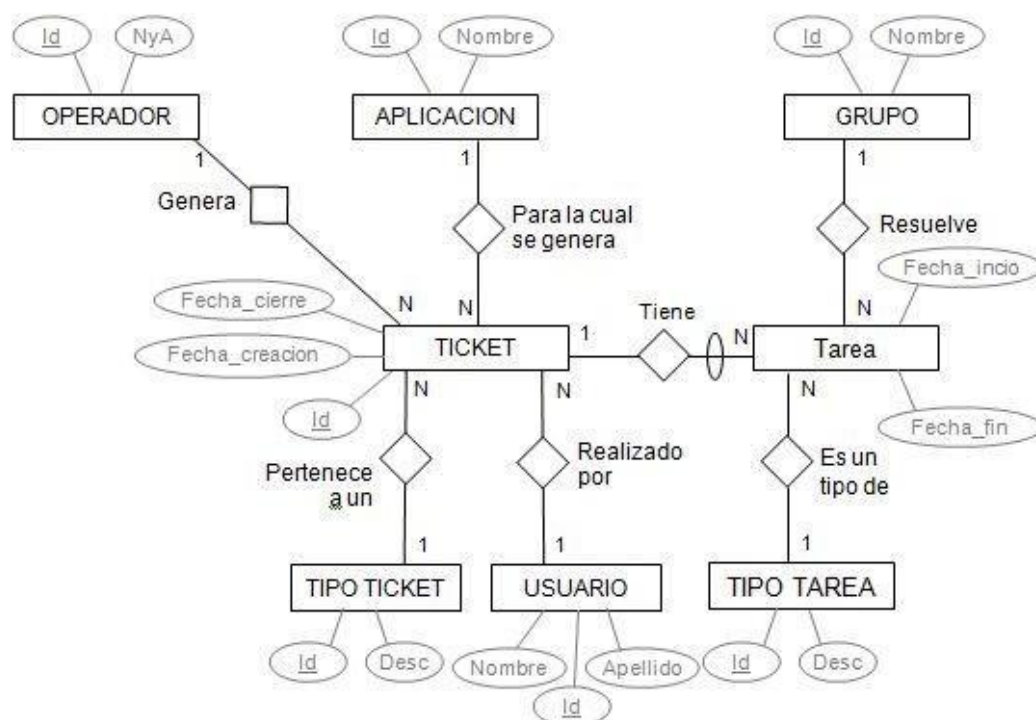 Id
NyA
Id
Nombre
Id
Nombre
OPERADOR
APLICACION
GRUPO
1
1
1
Genera
Para la cual
se genera
Resuelve
Fecha_incio
Fecha_cierre
N
N
Tiene
N
Fecha_creacion
TICKET
1
N
Tarea
Id
N
N
N
Fecha_fin
Pertenece
a un
Realizado
por
Es un
tipo de
1
1
1
TIPO TICKET
USUARIO
TIPO TAREA
Id
Desc
Nombre
Apellido
Id
Desc
Id